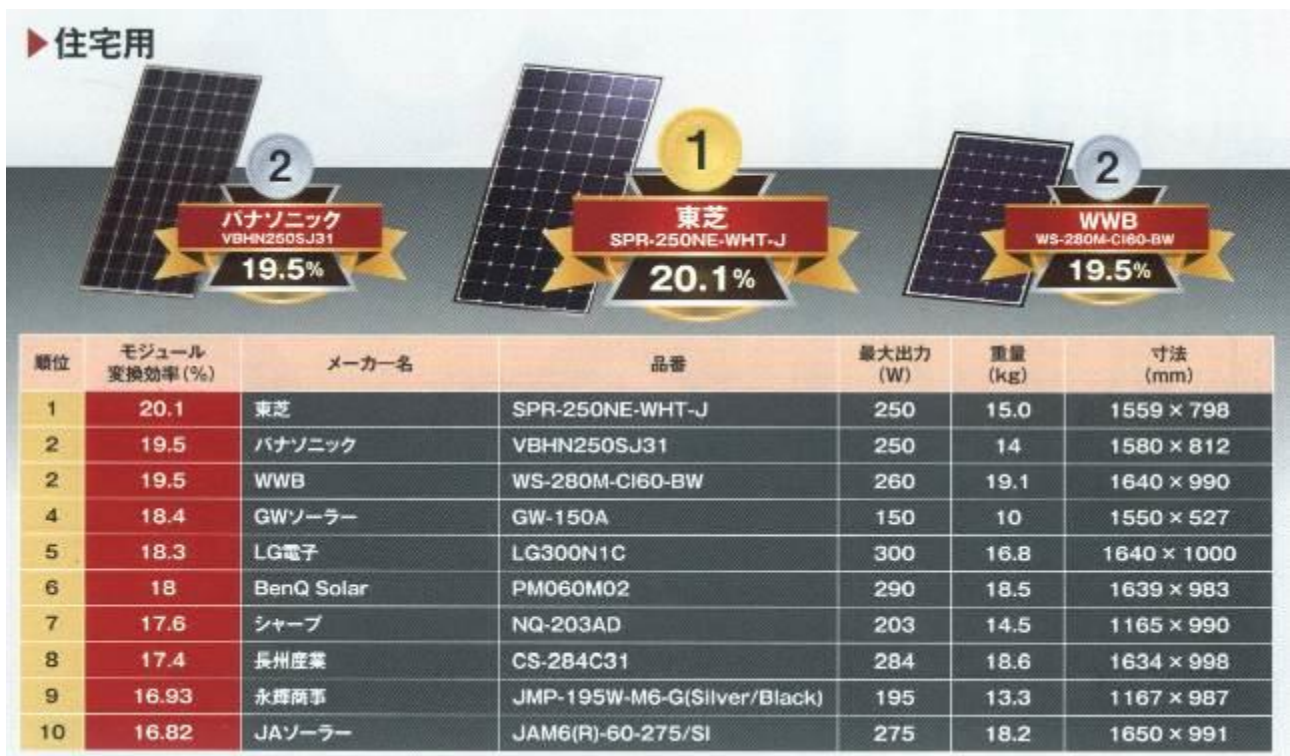 ▶住宅用
2
パナソニック
VBHN250SJ31
19.5%
1
東芝
SPR-250NE-WHT-J
20.1%
2
WWB
WS-280M-CI60-BW
19.5%
順位 モジュール変換効率(%) メーカー名 品番 最大出力(W) 重量(kg) 寸法(mm)
1 20.1 東芝 SPR-250NE-WHT-J 250 15.0 1559 × 798
2 19.5 パナソニック VBHN250SJ31 250 14 1580 × 812
2 19.5 WWB WS-280M-CI60-BW 260 19.1 1640 × 990
4 18.4 GWソーラー GW-150A 150 10 1550 × 527
5 18.3 LG電子 LG300N1C 300 16.8 1640 × 1000
6 18 BenQ Solar PM060M02 290 18.5 1639 × 983
7 17.6 シャープ NQ-203AD 203 14.5 1165 × 990
8 17.4 長州産業 CS-284C31 284 18.6 1634 × 998
9 16.93 永輝商事 JMP-195W-M6-G(Silver/Black) 195 13.3 1167 × 987
10 16.82 JAソーラー JAM6(R)-60-275/SI 275 18.2 1650 × 991